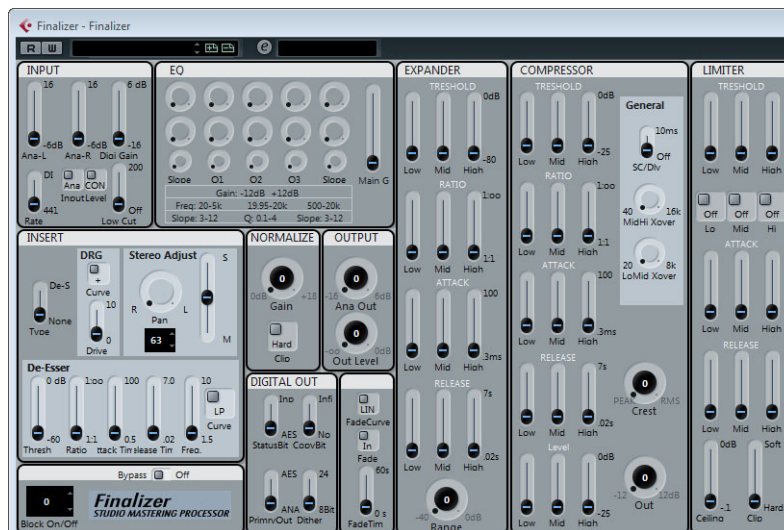 Finalizer - Finalizer
R W
e
INPUT
16 16 6 dB
-6dB -6dB -16
Ana-L Ana-R Digi Gain
DI 200
Ana CON
Input Level
441 Off
Rate Low Cut
EQ
Slope O1 O2 O3 Slope Main G
Gain: -12dB +12dB
Freq: 20-5k 19.95-20k 500-20k
Slope: 3-12 Q: 0.1-4 Slope: 3-12
EXPANDER
TRESHOLD
0dB
-80
Low Mid High
RATIO
1:oo
1:1
Low Mid High
ATTACK
100
.3ms
Low Mid High
RELEASE
7s
.02s
Low Mid High
0
-40 0
Range
COMPRESSOR
TRESHOLD
0dB
-25
Low Mid High
RATIO
1:oo
1:1
Low Mid High
ATTACK
100
.3ms
Low Mid High
RELEASE
7s
.02s
Low Mid High
Level
0dB
-25
Low Mid High
General
10ms
Off
SC/Dly
40 16k
MidHi Xover
20 8k
LoMid Xover
0
PEAK RMS
Crest
0
-12 12dB
Out
LIMITER
TRESHOLD
Low Mid High
Off Off Off
Lo Mid Hi
ATTACK
Low Mid High
RELEASE
Low Mid High
0dB Soft
-.1 Hard
Ceiling Clip
INSERT
De-S
None
Type
DRG
+
Curve
10
0
Drive
Stereo Adjust
S
R L
Pan
63
M
De-Esser
0 dB 1:oo 100 7.0 10
LP
Curve
-60 1:1 0.5 .02 1.5
Thresh Ratio ttack Tim elease Tim Freq.
NORMALIZE
0
0dB +18
Gain
Hard
Clip
OUTPUT
0
-16 6dB
Ana Out
0
-oo 0dB
Out Level
DIGITAL OUT
Inp Infi
AES No
StatusBit CopyBit
AES 24
ANA 8Bit
PrimryOut Dither
LIN
FadeCurve
In
Fade
60s
0 s
FadeTim
Bypass Off
0
Block On/Off
Finalizer
STUDIO MASTERING PROCESSOR